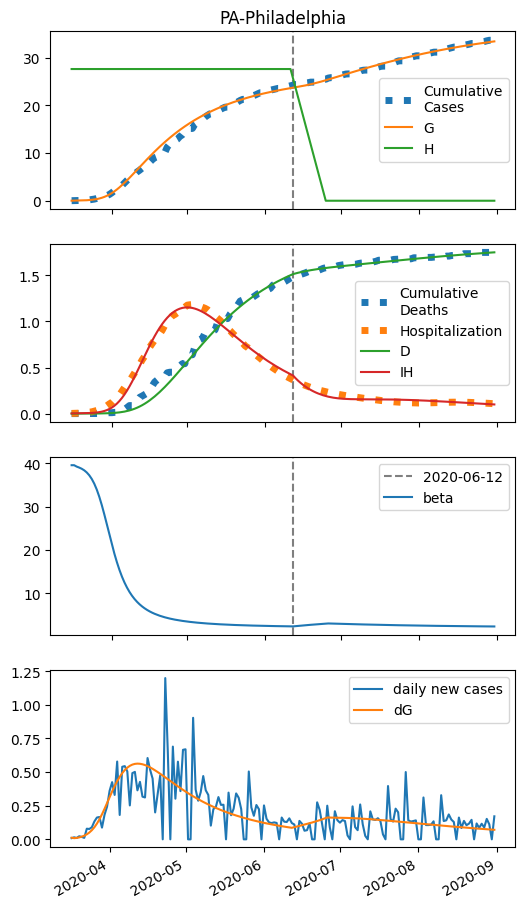 PA-Philadelphia
30
20
10
0
Cumulative
Cases
G
H
1.5
1.0
0.5
0.0
Cumulative
Deaths
Hospitalization
D
IH
40
30
20
10
2020-06-12
beta
1.25
1.00
0.75
0.50
0.25
0.00
daily new cases
dG
2020-04
2020-05
2020-06
2020-07
2020-08
2020-09